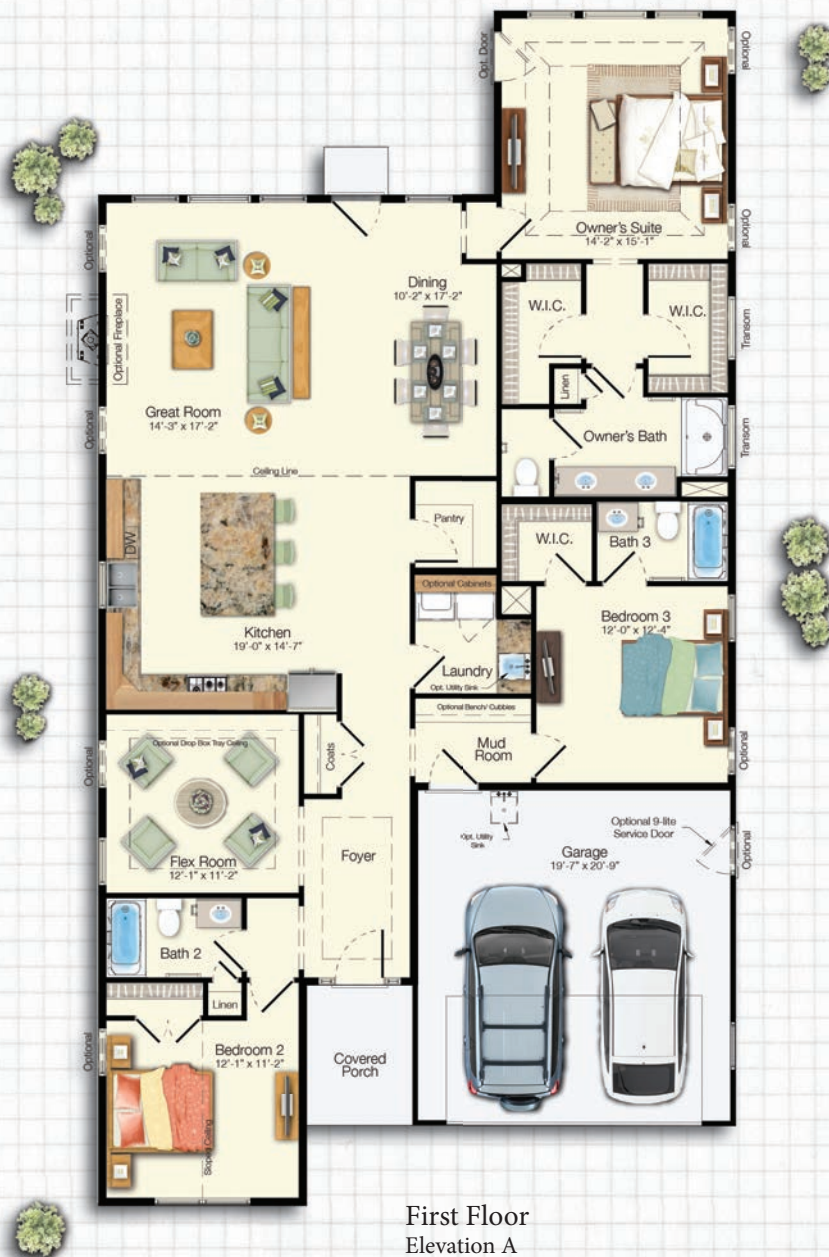 Opt. Door
Optional
Owner's Suite
14'-2" x 15'-1"
Optional
Optional
Dining
10'-2" x 17'-2"
W.I.C.
W.I.C.
Transom
Optional Fireplace
Linen
Great Room
14'-3" x 17'-2"
Optional
Owner's Bath
Transom
Ceiling Line
DW
Pantry
W.I.C.
Bath 3
Optional Cabinets
Kitchen
19'-0" x 14'-7"
Bedroom 3
12'-0" x 12'-4"
Laundry
Opt. Utility Sink
Optional Bench/ Cubbies
Optional Drop Box Tray Ceiling
Coats
Mud
Room
Optional
Optional
Flex Room
12'-1" x 11'-2"
Foyer
Opt. Utility
Sink
Optional 9-lite
Service Door
Optional
Garage
19'-7" x 20'-9"
Bath 2
Linen
Optional
Bedroom 2
12'-1" x 11'-2"
Sloped Ceiling
Covered
Porch
First Floor
Elevation A